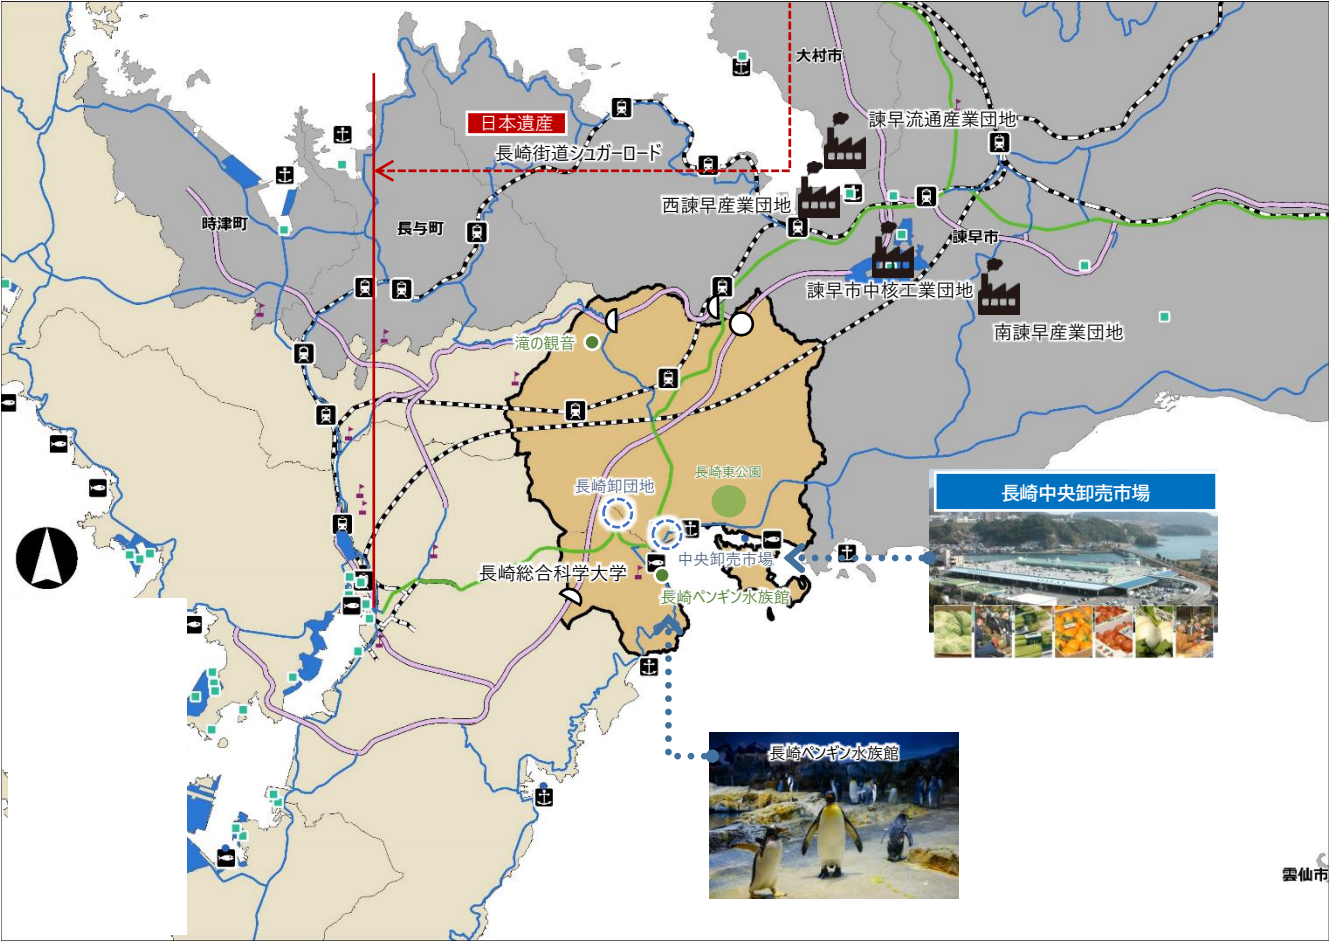 大村市
諫早流通産業団地
日本遺産
長崎街道シュガーロード
西諫早産業団地
時津町
長与町
諫早市
諫早市中核工業団地
南諫早産業団地
滝の観音
長崎東公園
長崎卸団地
長崎中央卸売市場
中央卸売市場
長崎総合科学大学
長崎ペンギン水族館
長崎ペンギン水族館
雲仙市